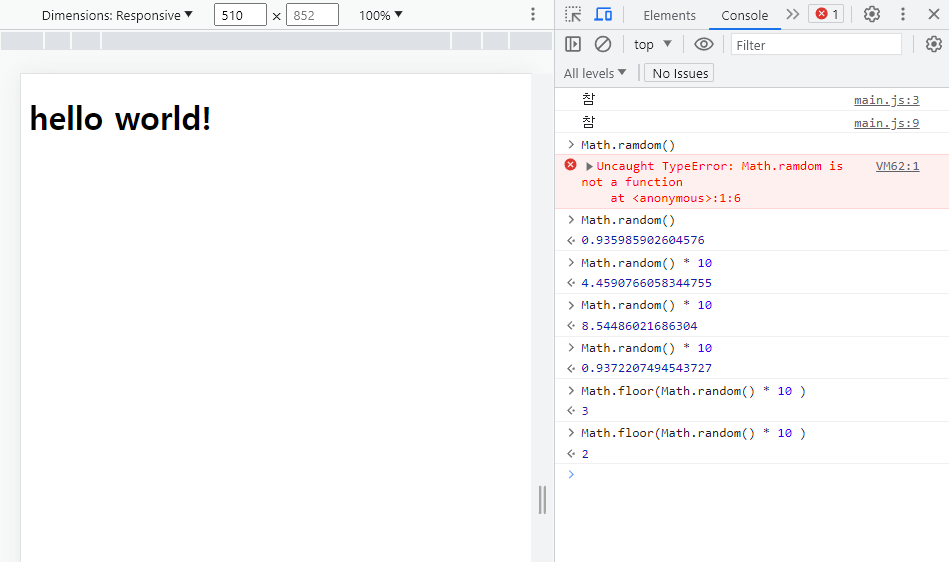 Dimensions: Responsive ▼ 510 × 852 100% ▼
Elements Console 1
top ▼ Filter
All levels ▼ No Issues
hello world!
참 main.js:3
참 main.js:9
> Math.ramdom()
▶Uncaught TypeError: Math.ramdom is VM62:1
not a function
at <anonymous>:1:6
> Math.random()
0.935985902604576
> Math.random() * 10
4.4590766058344755
> Math.random() * 10
8.54486021686304
> Math.random() * 10
0.9372207494543727
> Math.floor(Math.random() * 10 )
3
> Math.floor(Math.random() * 10 )
2
>